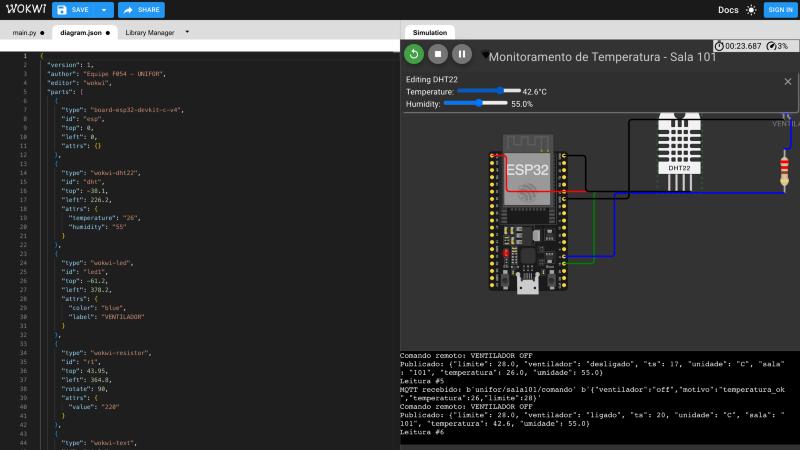 WOKWI
SAVE
SHARE
Docs
SIGN IN
main.py
diagram.json
Library Manager
Simulation
1 {
2 "version": 1,
3 "author": "Equipe F054 — UNIFOR",
4 "editor": "wokwi",
5 "parts": [
6 {
7 "type": "board-esp32-devkit-c-v4",
8 "id": "esp",
9 "top": 0,
10 "left": 0,
11 "attrs": {}
12 },
13 {
14 "type": "wokwi-dht22",
15 "id": "dht",
16 "top": -38.1,
17 "left": 226.2,
18 "attrs": {
19 "temperature": "26",
20 "humidity": "55"
21 }
22 },
23 {
24 "type": "wokwi-led",
25 "id": "led1",
26 "top": -61.2,
27 "left": 378.2,
28 "attrs": {
29 "color": "blue",
30 "label": "VENTILADOR"
31 }
32 },
33 {
34 "type": "wokwi-resistor",
35 "id": "r1",
36 "top": 43.95,
37 "left": 364.8,
38 "rotate": 90,
39 "attrs": {
40 "value": "220"
41 }
42 },
43 {
44 "type": "wokwi-text",
00:23.687
3%
Monitoramento de Temperatura - Sala 101
Editing DHT22
Temperature: 42.6°C
Humidity: 55.0%
VENTILA
DHT22
ESP32
Comando remoto: VENTILADOR OFF
Publicado: {"limite": 28.0, "ventilador": "desligado", "ts": 17, "unidade": "C", "sala"
: "101", "temperatura": 26.0, "umidade": 55.0}
Leitura #5
MQTT recebido: b'unifor/sala101/comando' b'{"ventilador":"off","motivo":"temperatura_ok
","temperatura":26,"limite":28}'
Comando remoto: VENTILADOR OFF
Publicado: {"limite": 28.0, "ventilador": "ligado", "ts": 20, "unidade": "C", "sala": "
101", "temperatura": 42.6, "umidade": 55.0}
Leitura #6